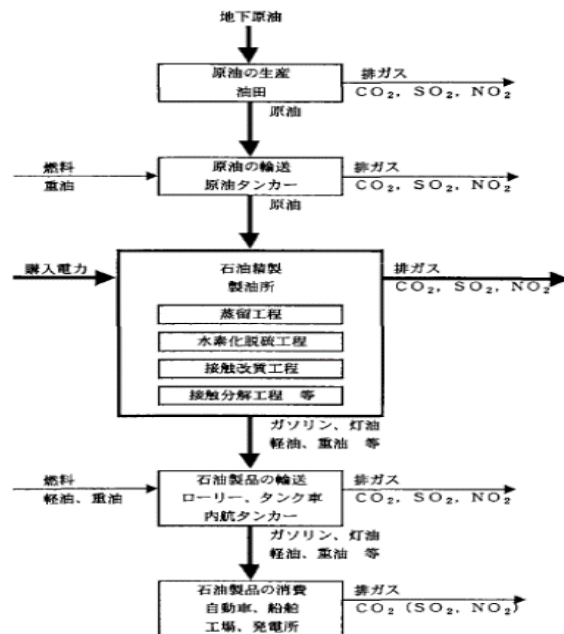 地下原油
原油の生産
油田
排ガス
CO₂, SO₂, NO₂
原油
燃料
重油
原油の輸送
原油タンカー
排ガス
CO₂, SO₂, NO₂
原油
購入電力
石油精製
製油所
排ガス
CO₂, SO₂, NO₂
蒸留工程
水素化脱硫工程
接触改質工程
接触分解工程 等
ガソリン、灯油
軽油、重油 等
燃料
軽油、重油
石油製品の輸送
ローリー、タンク車
内航タンカー
排ガス
CO₂, SO₂, NO₂
ガソリン、灯油
軽油、重油 等
石油製品の消費
自動車、船舶
工場、発電所
排ガス
CO₂ (SO₂, NO₂)